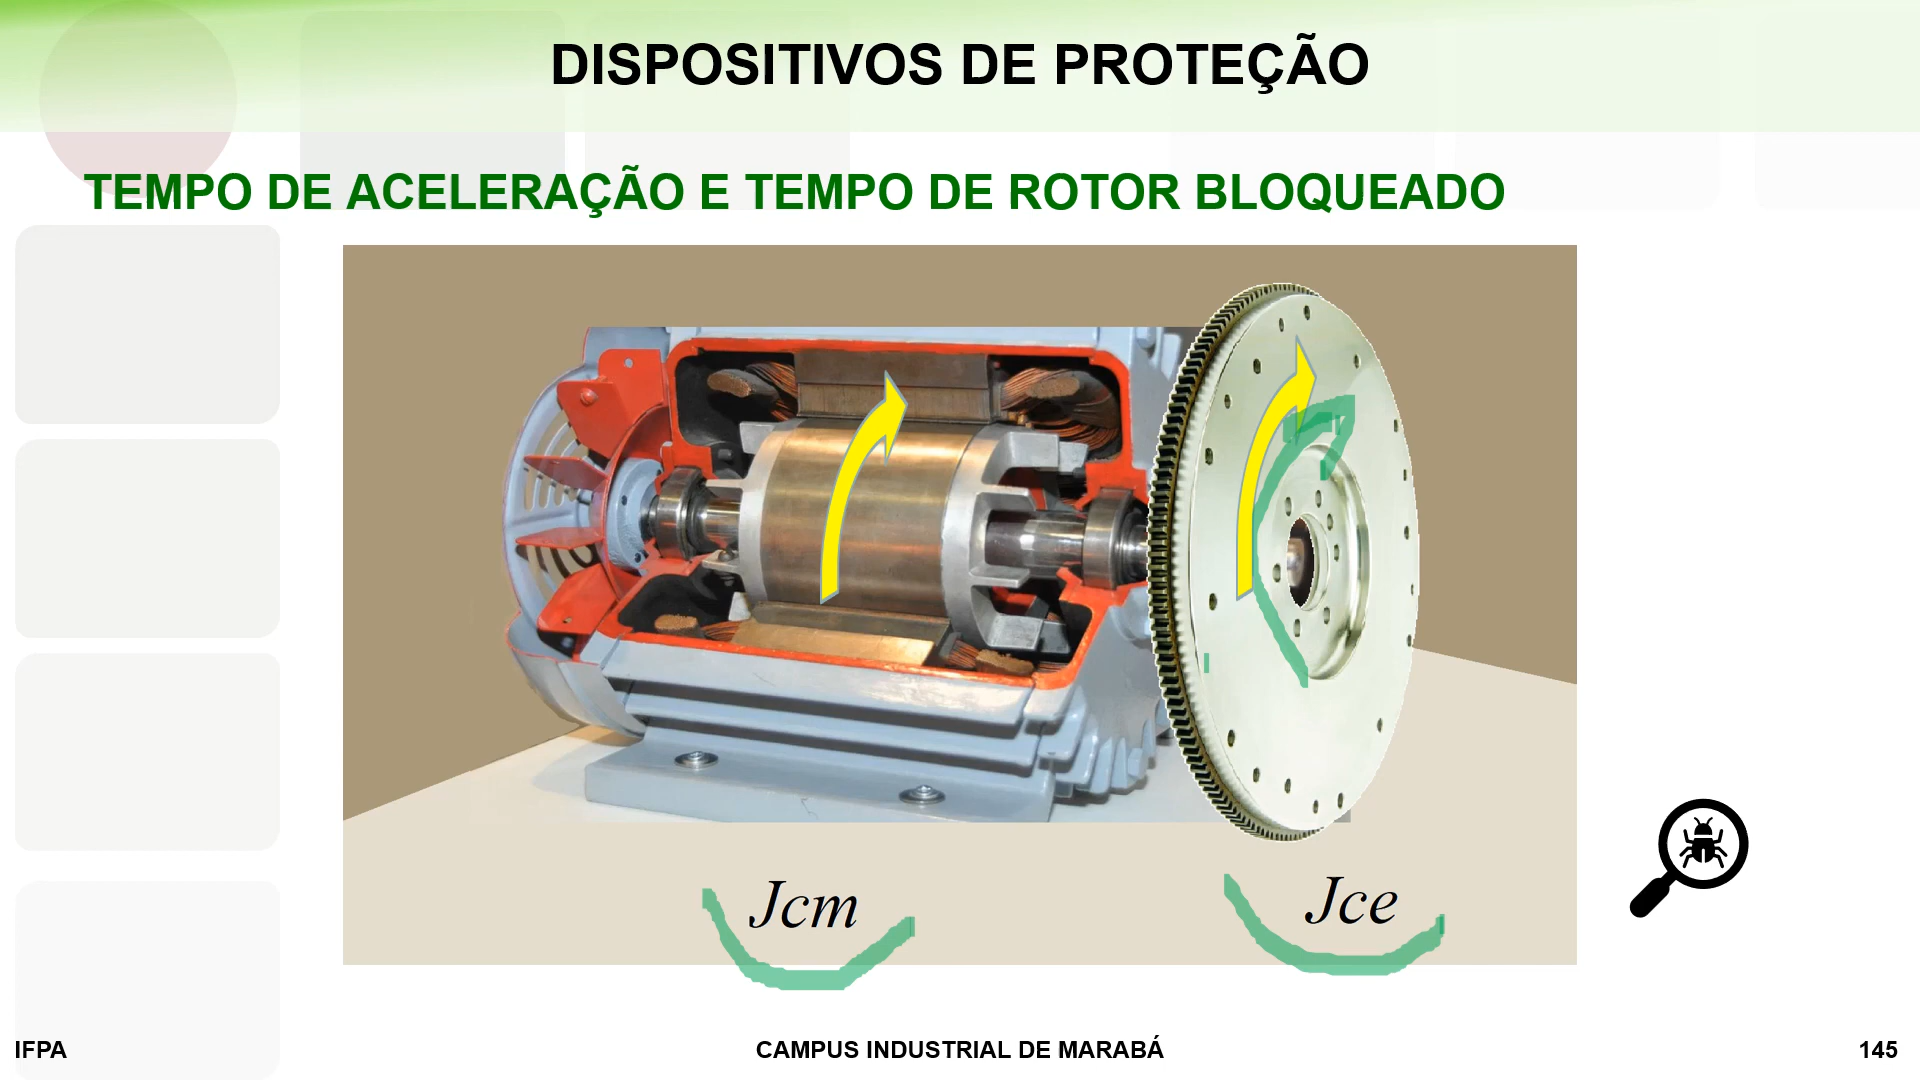 DISPOSITIVOS DE PROTEÇÃO
TEMPO DE ACELERAÇÃO E TEMPO DE ROTOR BLOQUEADO
Jcm
Jce
IFPA
CAMPUS INDUSTRIAL DE MARABÁ
145